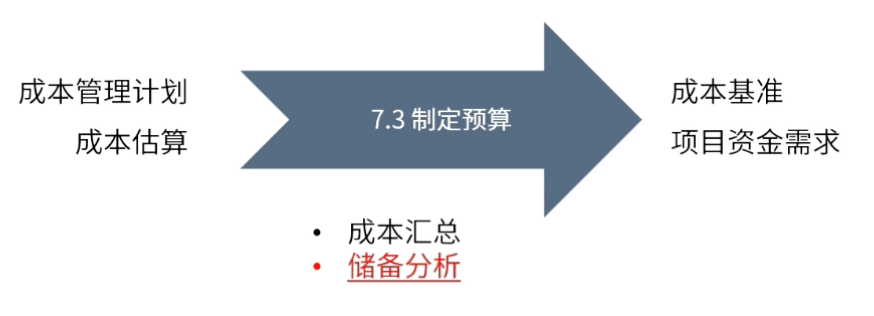 成本管理计划
成本估算
7.3 制定预算
成本基准
项目资金需求
• 成本汇总
• 储备分析